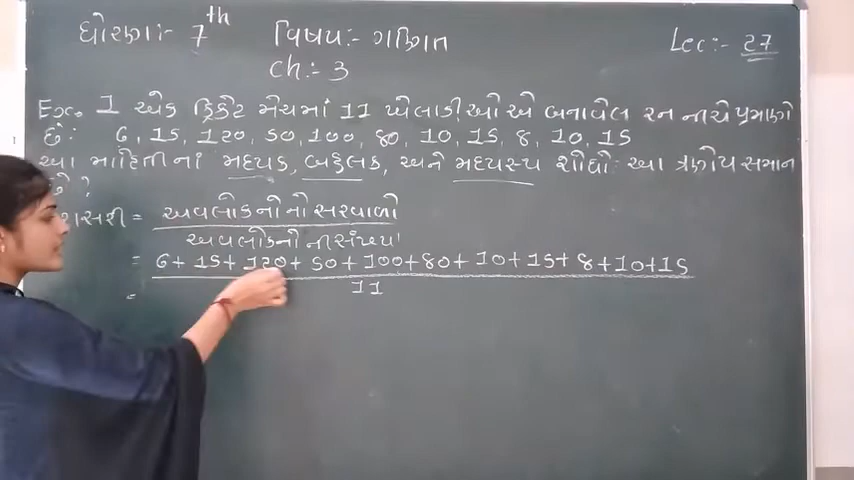 ધોરણઃ- 7th વિષયઃ- ગણિત Lec:- 27
Ch:- 3
Ex. 1 એક ક્રિકેટ મેચમાં 11 ખેલાડીઓએ બનાવેલ રન નીચે પ્રમાણે
છેઃ 6, 15, 120, 50, 100, 80, 10, 15, 8, 10, 15
આ માહિતીનાં મધ્યક, બહુલક, અને મધ્યસ્થ શોધો. આ ત્રણેય સમાન
છે ?
સરાસરી = અવલોકનોનો સરવાળો
અવલોકનોની સંખ્યા
= 6+ 15+ 120+ 50+ 100+80+ 10+ 15+ 8+10+15
11
=